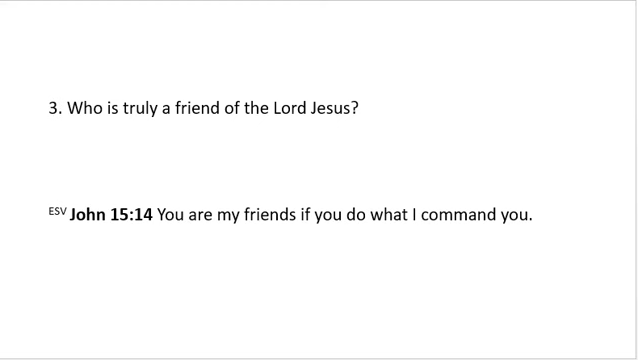 3. Who is truly a friend of the Lord Jesus?
ESV John 15:14 You are my friends if you do what I command you.